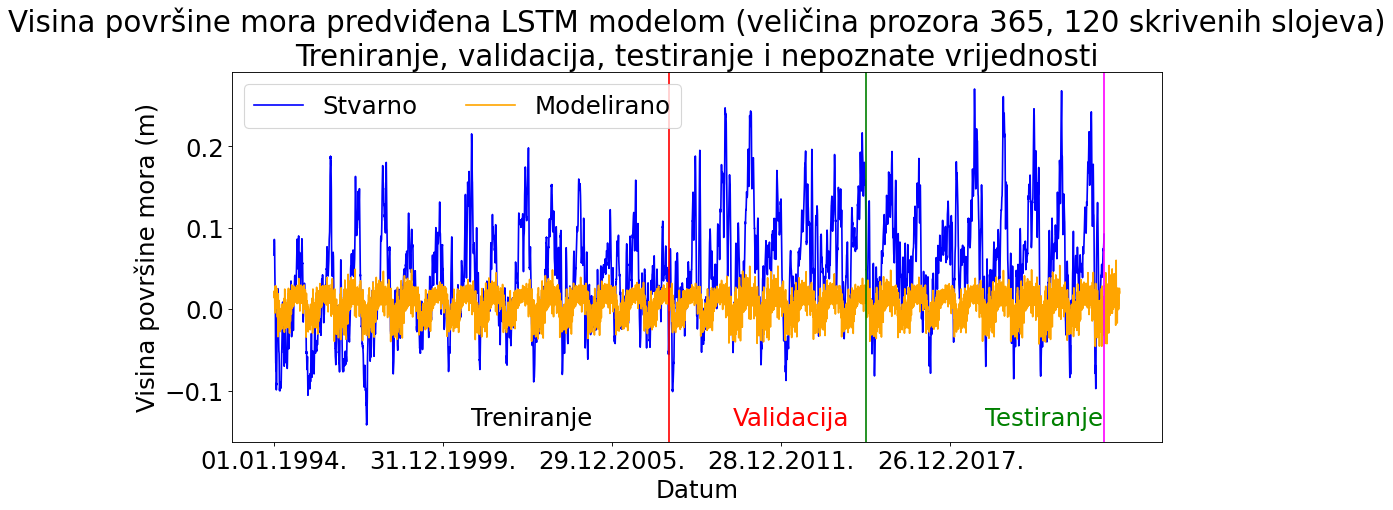 Visina površine mora predviđena LSTM modelom (veličina prozora 365, 120 skrivenih slojeva)
Treniranje, validacija, testiranje i nepoznate vrijednosti
Stvarno
Modelirano
Visina površine mora (m)
0.2
0.1
0.0
−0.1
Treniranje
Validacija
Testiranje
01.01.1994.
31.12.1999.
29.12.2005.
28.12.2011.
26.12.2017.
Datum